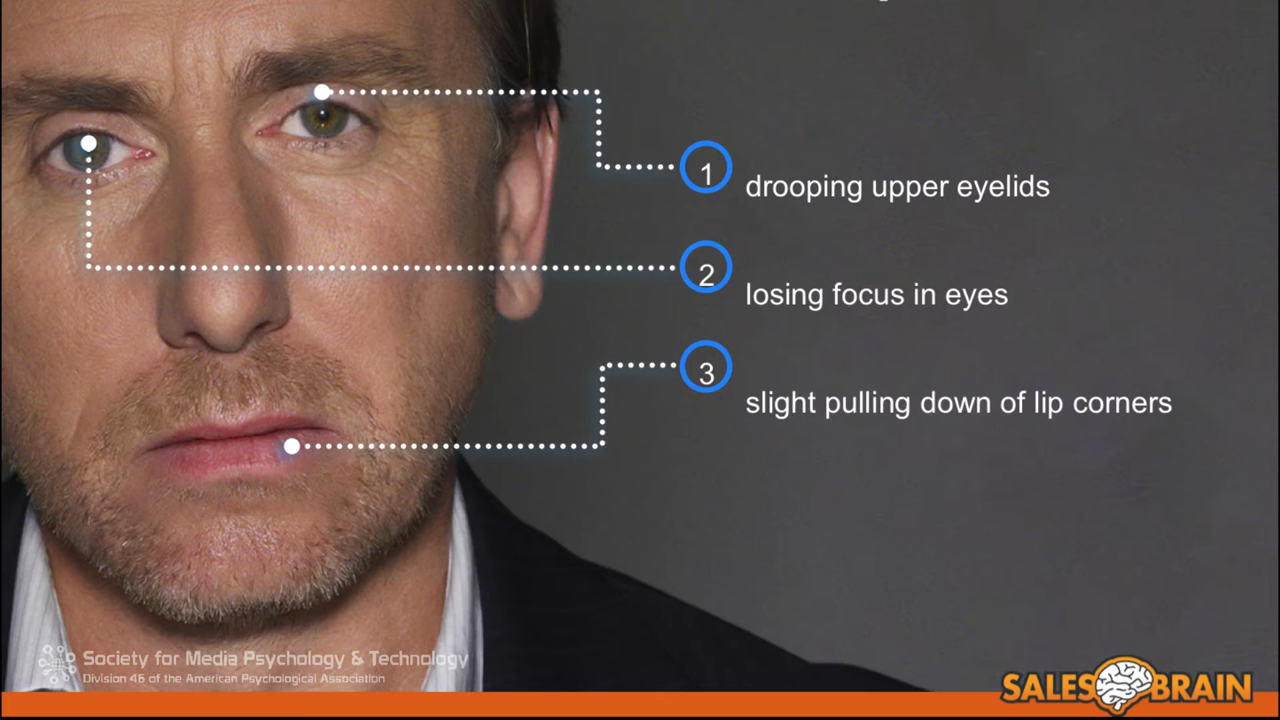 1
drooping upper eyelids
2
losing focus in eyes
3
slight pulling down of lip corners
Society for Media Psychology & Technology
Division 46 of the American Psychological Association
SALES BRAIN